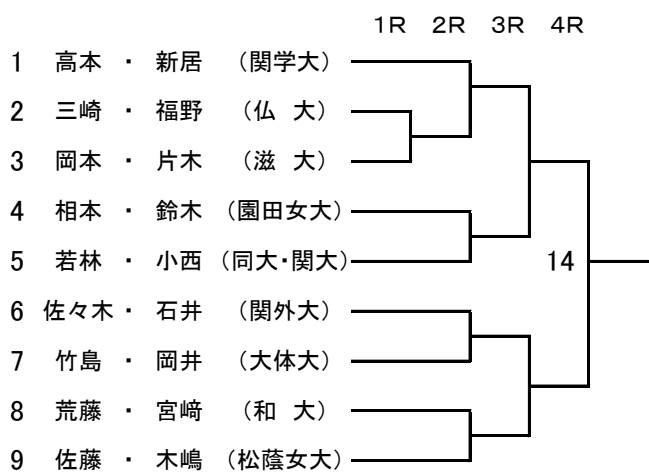 1R 2R 3R 4R
1 高本 ・ 新居 (関学大)
2 三崎 ・ 福野 (仏 大)
3 岡本 ・ 片木 (滋 大)
4 相本 ・ 鈴木 (園田女大)
5 若林 ・ 小西 (同大・関大) 14
6 佐々木 ・ 石井 (関外大)
7 竹島 ・ 岡井 (大体大)
8 荒藤 ・ 宮﨑 (和 大)
9 佐藤 ・ 木嶋 (松蔭女大)